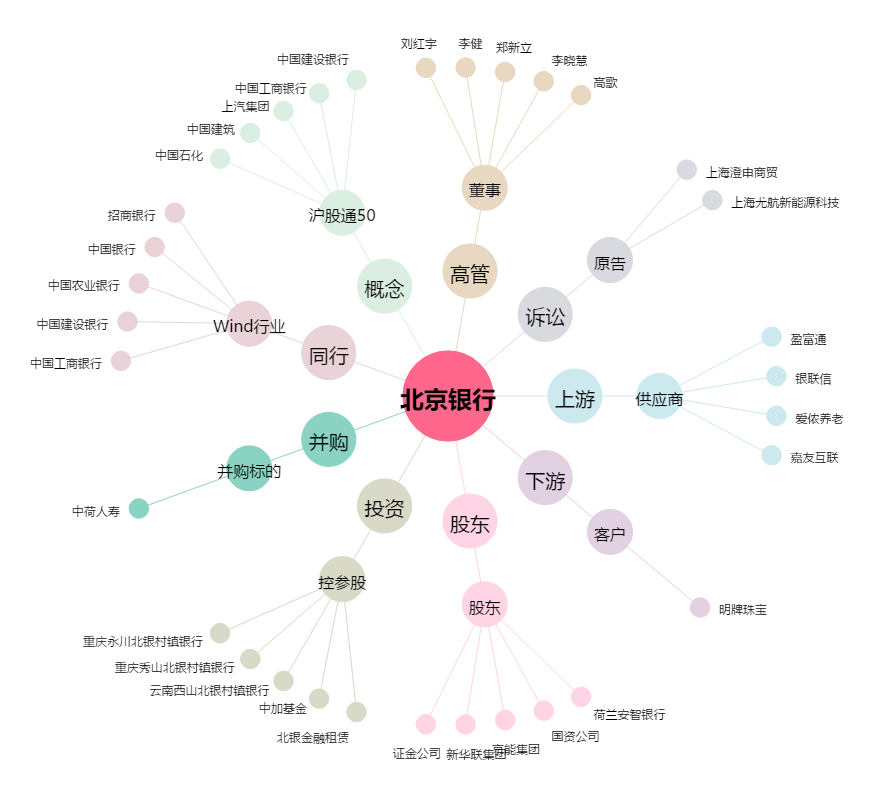 刘红宇
李健
郑新立
李晓慧
高歌
董事
高管
中国建设银行
中国工商银行
上汽集团
中国建筑
中国石化
沪股通50
概念
上海澄申商贸
上海尤航新能源科技
原告
诉讼
招商银行
中国银行
中国农业银行
中国建设银行
中国工商银行
Wind行业
同行
北京银行
上游
供应商
盈富通
银联信
爱侬养老
嘉友互联
并购
并购标的
中荷人寿
下游
客户
明牌珠宝
投资
控参股
重庆永川北银村镇银行
重庆秀山北银村镇银行
云南西山北银村镇银行
中加基金
北银金融租赁
股东
股东
证金公司
新华联集团
京能集团
国资公司
荷兰安智银行